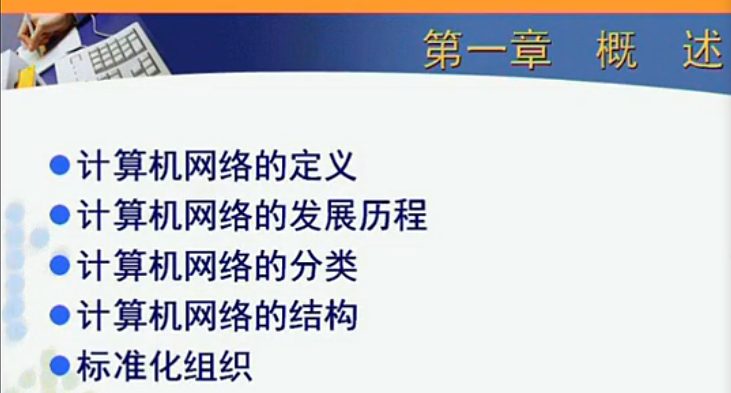 第一章 概 述
计算机网络的定义
计算机网络的发展历程
计算机网络的分类
计算机网络的结构
标准化组织